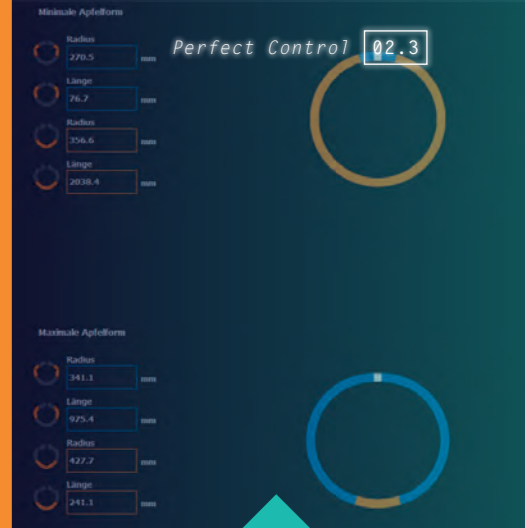 Minimale Apfelform
Perfect Control 02.3
Radius
270.5 mm
Länge
76.7 mm
Radius
356.6 mm
Länge
2038.4 mm
Maximale Apfelform
Radius
341.1 mm
Länge
975.4 mm
Radius
427.7 mm
Länge
241.1 mm